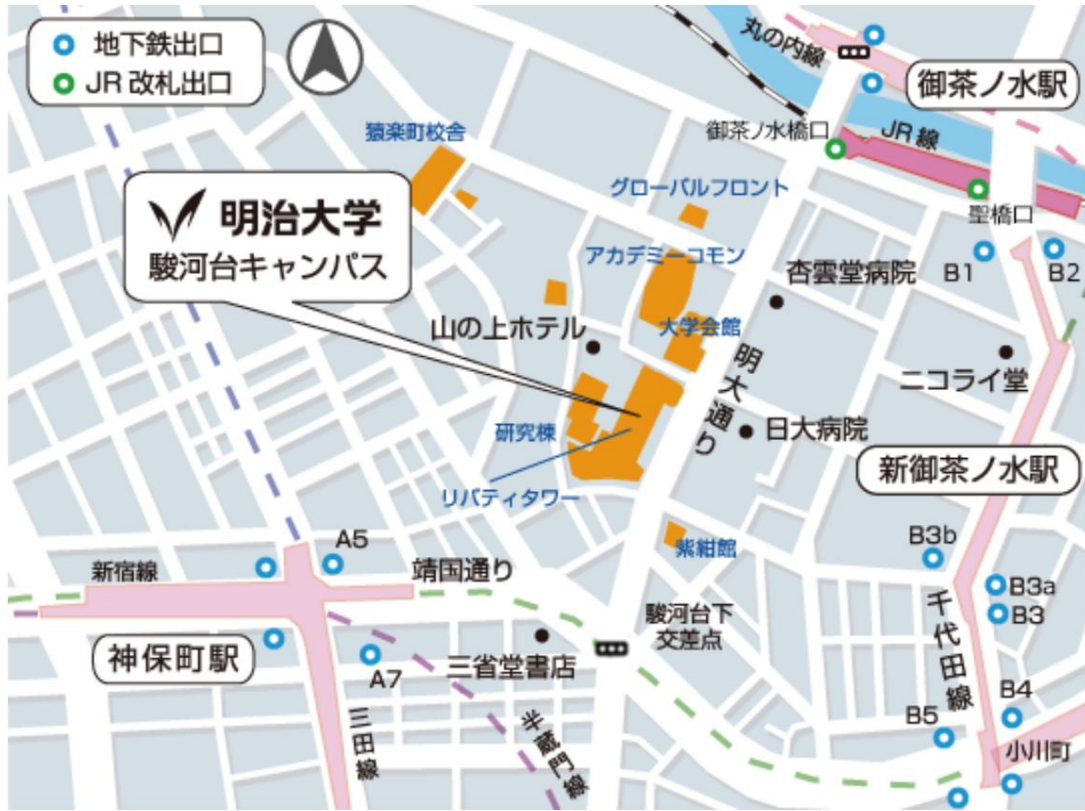 地下鉄出口
JR 改札出口
丸の内線
御茶ノ水駅
御茶ノ水橋口
JR 線
猿楽町校舎
グローバルフロント
聖橋口
明治大学
駿河台キャンパス
アカデミーコモン
杏雲堂病院
B1
B2
山の上ホテル
大学会館
明大通り
ニコライ堂
研究棟
日大病院
リバティタワー
新御茶ノ水駅
紫紺館
B3b
A5
新宿線
靖国通り
B3a
B3
千代田線
駿河台下
交差点
神保町駅
三省堂書店
A7
三田線
半蔵門線
B4
B5
小川町